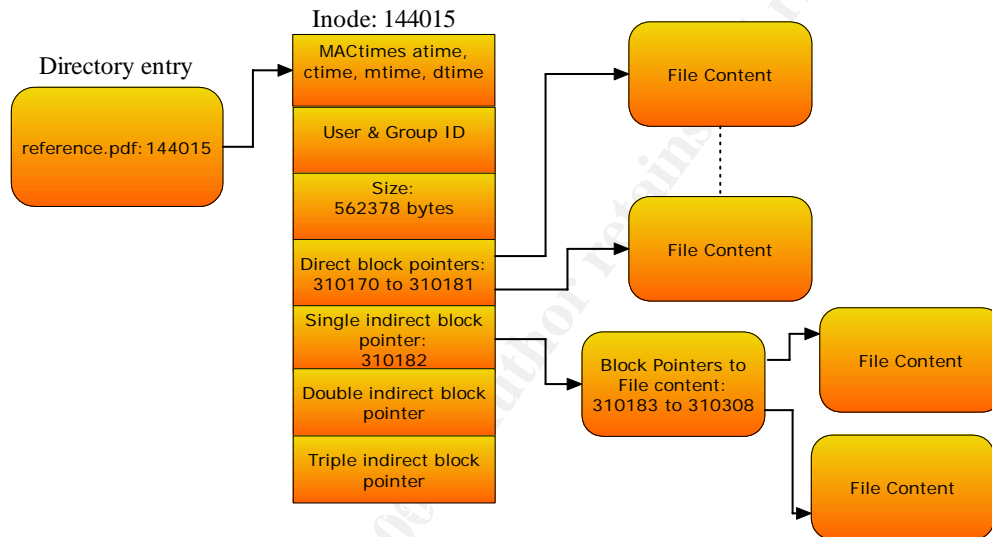 Inode: 144015
Directory entry
reference.pdf: 144015
MACtimes atime,
ctime, mtime, dtime
User & Group ID
Size:
562378 bytes
Direct block pointers:
310170 to 310181
Single indirect block
pointer:
310182
Double indirect block
pointer
Triple indirect block
pointer
File Content
File Content
Block Pointers to
File content:
310183 to 310308
File Content
File Content
author retains